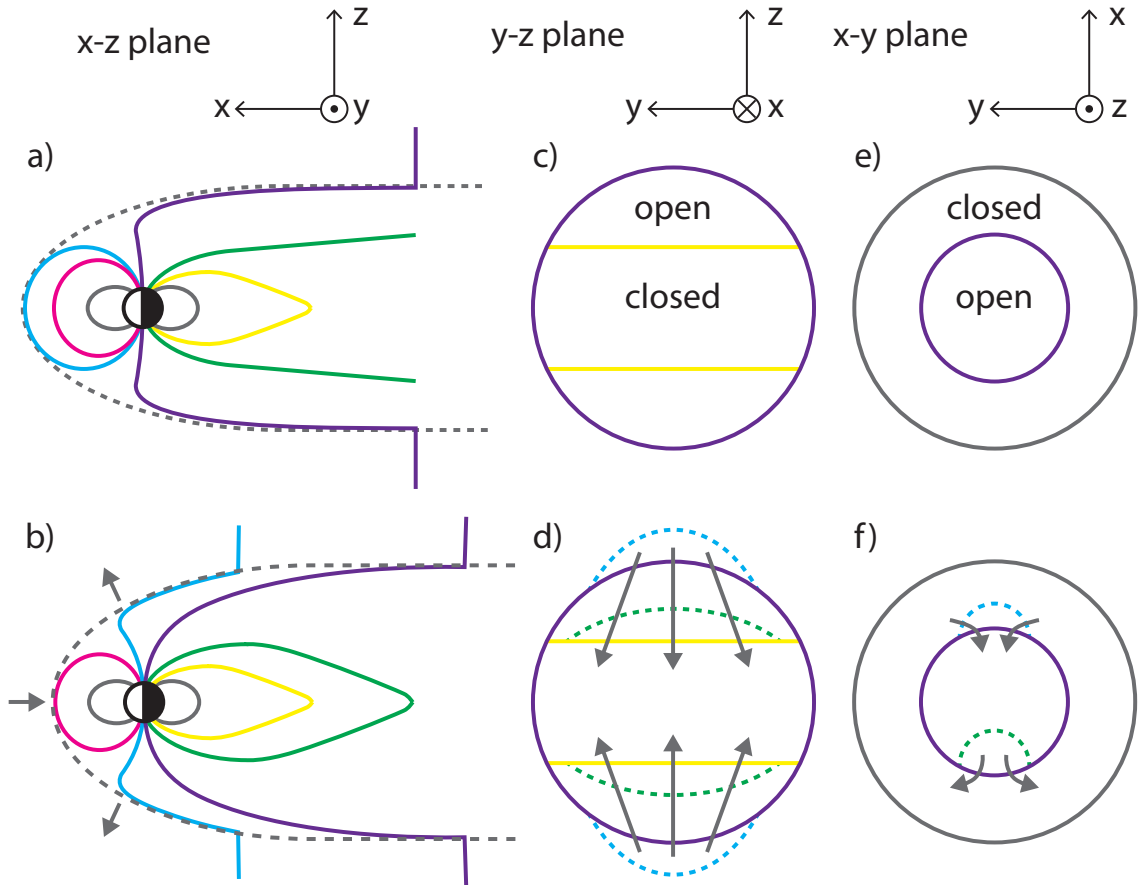 x-z plane
z
x
y
y-z plane
z
y
x
x-y plane
x
y
z
a)
c)
open
closed
e)
closed
open
b)
d)
f)